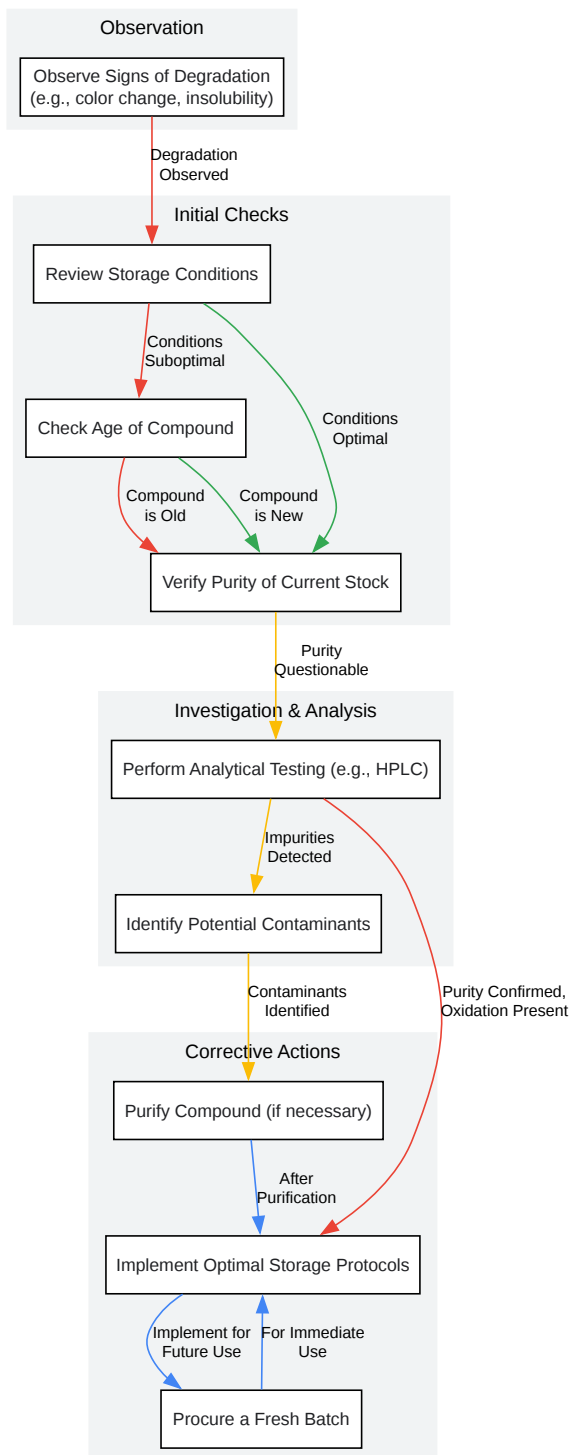 Observation
Observe Signs of Degradation
(e.g., color change, insolubility)
Degradation
Observed
Initial Checks
Review Storage Conditions
Conditions
Suboptimal
Conditions
Optimal
Check Age of Compound
Compound
is Old
Compound
is New
Verify Purity of Current Stock
Purity
Questionable
Investigation & Analysis
Perform Analytical Testing (e.g., HPLC)
Impurities
Detected
Identify Potential Contaminants
Contaminants
Identified
Purity Confirmed,
Oxidation Present
Corrective Actions
Purify Compound (if necessary)
After
Purification
Implement Optimal Storage Protocols
Implement for
Future Use
For Immediate
Use
Procure a Fresh Batch